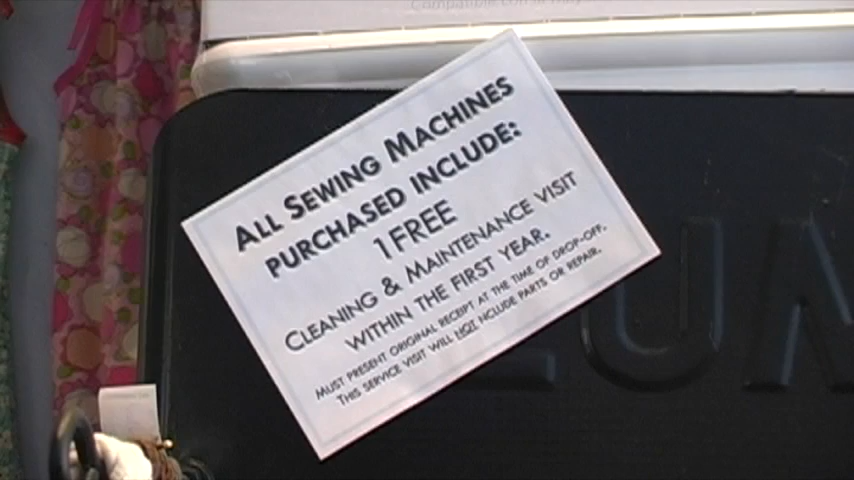 ALL SEWING MACHINES
PURCHASED INCLUDE:
1 FREE
CLEANING & MAINTENANCE VISIT
WITHIN THE FIRST YEAR.
MUST PRESENT ORIGINAL RECEIPT AT THE TIME OF DROP-OFF.
THIS SERVICE VISIT WILL NOT NCLUDE PARTS OR REPAIR.